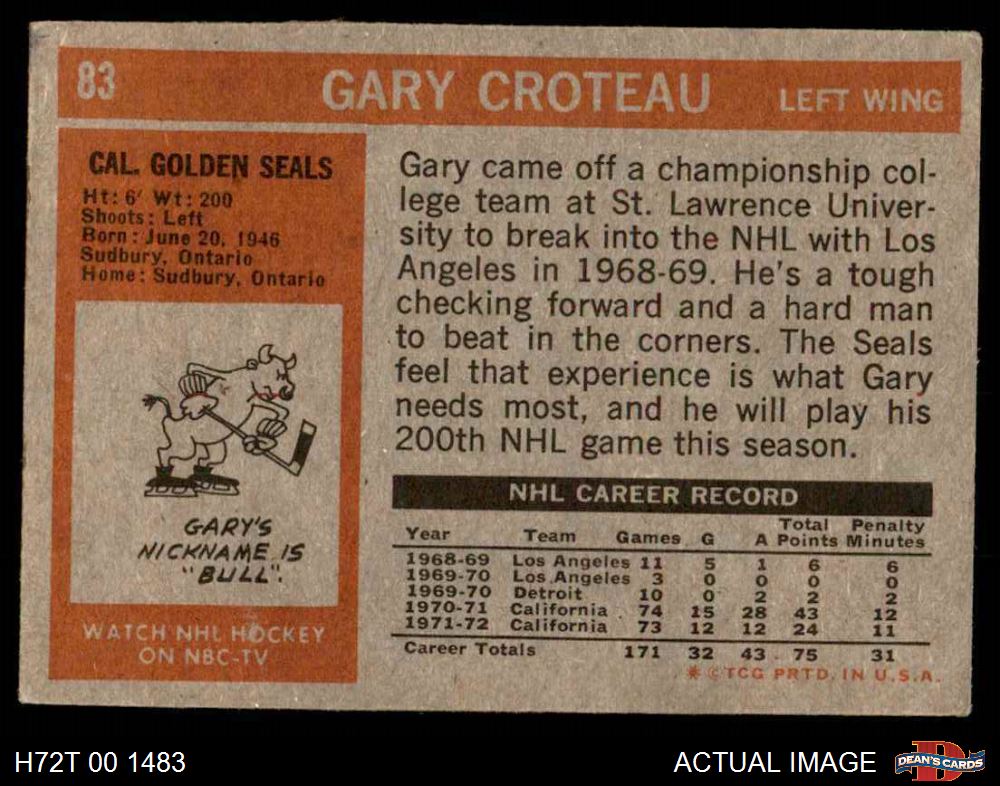 83 GARY CROTEAU LEFT WING
CAL. GOLDEN SEALS
Ht: 6' Wt: 200
Shoots: Left
Born: June 20, 1946
Sudbury, Ontario
Home: Sudbury, Ontario
GARY'S
NICKNAME IS
"BULL".
WATCH NHL HOCKEY
ON NBC-TV
Gary came off a championship col-
lege team at St. Lawrence Univer-
sity to break into the NHL with Los
Angeles in 1968-69. He's a tough
checking forward and a hard man
to beat in the corners. The Seals
feel that experience is what Gary
needs most, and he will play his
200th NHL game this season.
NHL CAREER RECORD
Year Team Games G A Total Points Penalty Minutes
1968-69 Los Angeles 11 5 1 6 6
1969-70 Los Angeles 3 0 0 0 0
1969-70 Detroit 10 0 2 2 2
1970-71 California 74 15 28 43 12
1971-72 California 73 12 12 24 11
Career Totals 171 32 43 75 31
*© TCG PRTD. IN U.S.A.
H72T 00 1483
ACTUAL IMAGE
D
DEAN'S CARDS